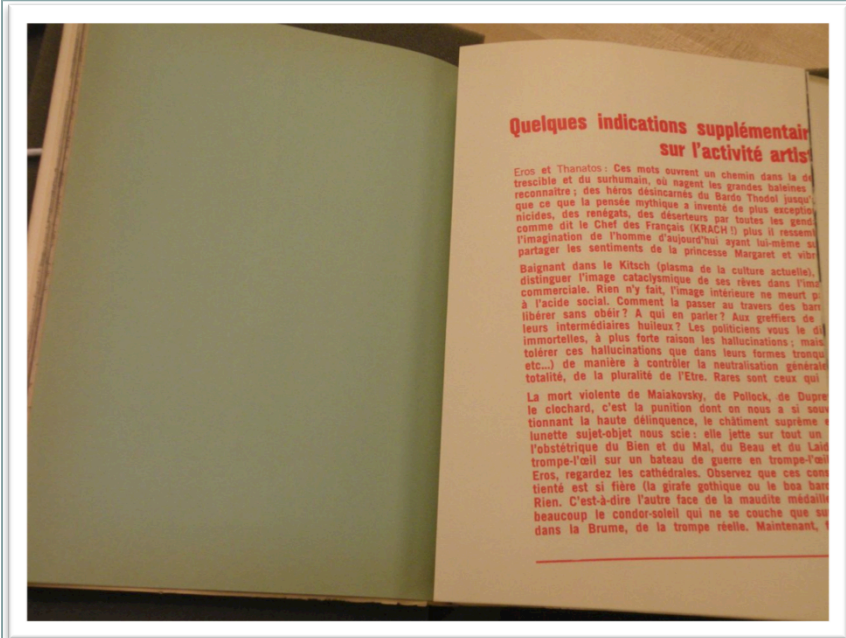 Quelques indications supplémentair
sur l'activité artist
Eros et Thanatos : Ces mots ouvrent un chemin dans la de
trescible et du surhumain, où nagent les grandes baleines
reconnaître ; des héros désincarnés du Bardo Thodol jusqu'
que ce que la pensée mythique a inventé de plus exception
nicides, des renégats, des déserteurs par toutes les gend
comme dit le Chef des Français (KRACH !) plus il ressem
l'imagination de l'homme d'aujourd'hui ayant lui-même s
partager les sentiments de la princesse Margaret et vibr
Baignant dans le Kitsch (plasma de la culture actuelle),
distinguer l'image cataclysmique de ses rêves dans l'ima
commerciale. Rien n'y fait, l'image intérieure ne meurt p
à l'acide social. Comment la passer au travers des barr
libérer sans obéir ? A qui en parler ? Aux greffiers de
leurs intermédiaires huileux ? Les politiciens vous le di
immortelles, à plus forte raison les hallucinations ; mais
tolérer ces hallucinations que dans leurs formes tronqu
etc...) de manière à contrôler la neutralisation générale
totalité, de la pluralité de l'Etre. Rares sont ceux qui
La mort violente de Maiakovsky, de Pollock, de Dupre
le clochard, c'est la punition dont on nous a si souv
tionnant la haute délinquence, le châtiment suprême e
lunette sujet-objet nous scie : elle jette sur tout un
l'obstétrique du Bien et du Mal, du Beau et du Laid
trompe-l'œil sur un bateau de guerre en trompe-l'œil
Eros, regardez les cathédrales. Observez que ces cons
tienté est si fière (la girafe gothique ou le boa bar
Rien. C'est-à-dire l'autre face de la maudite médaille
beaucoup le condor-soleil qui ne se couche que su
dans la Brume, de la trompe réelle. Maintenant,